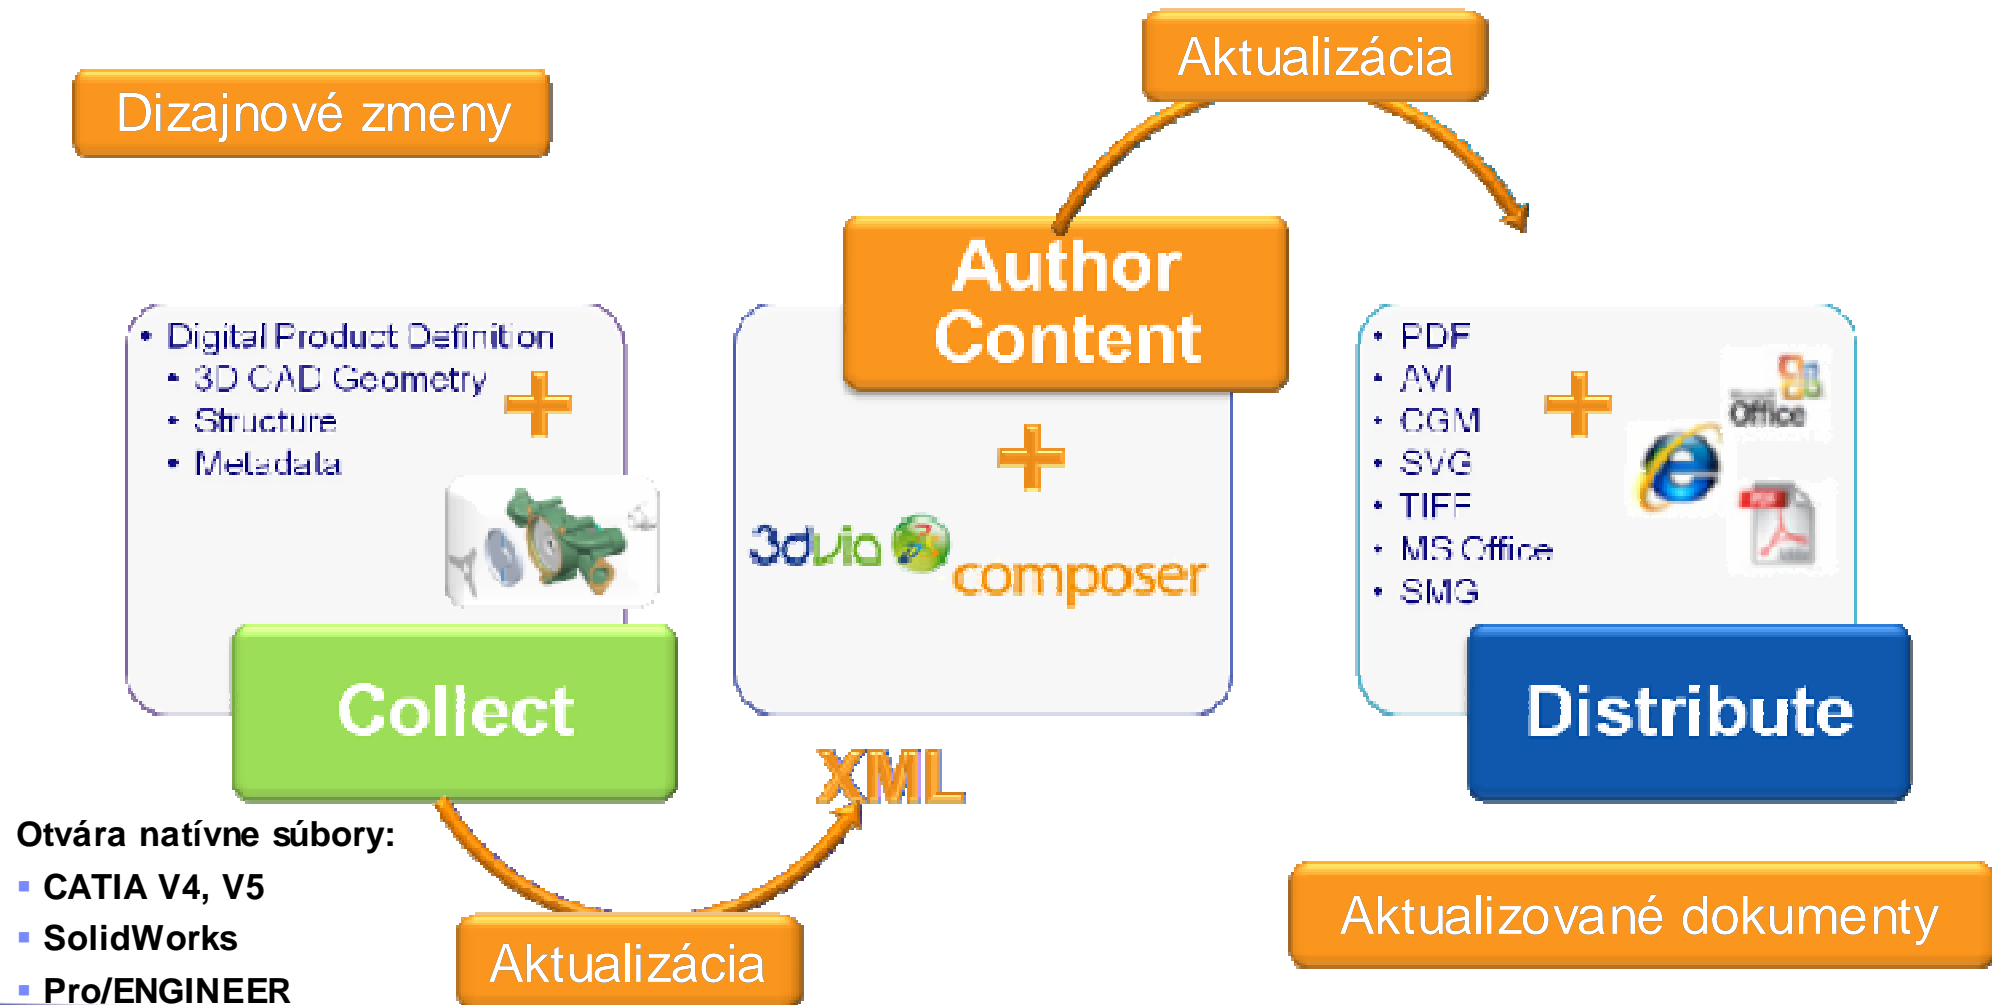 Aktualizácia
Dizajnové zmeny
Author
Content
• Digital Product Definition
• 3D CAD Geometry
• Structure
• Metadata
Collect
3dvia
composer
XML
• PDF
• AVI
• CGM
• SVG
• TIFF
• MS Office
• SMG
Microsoft
Office
PDF
Distribute
Otvára natívne súbory:
▪ CATIA V4, V5
▪ SolidWorks
▪ Pro/ENGINEER
Aktualizácia
Aktualizované dokumenty